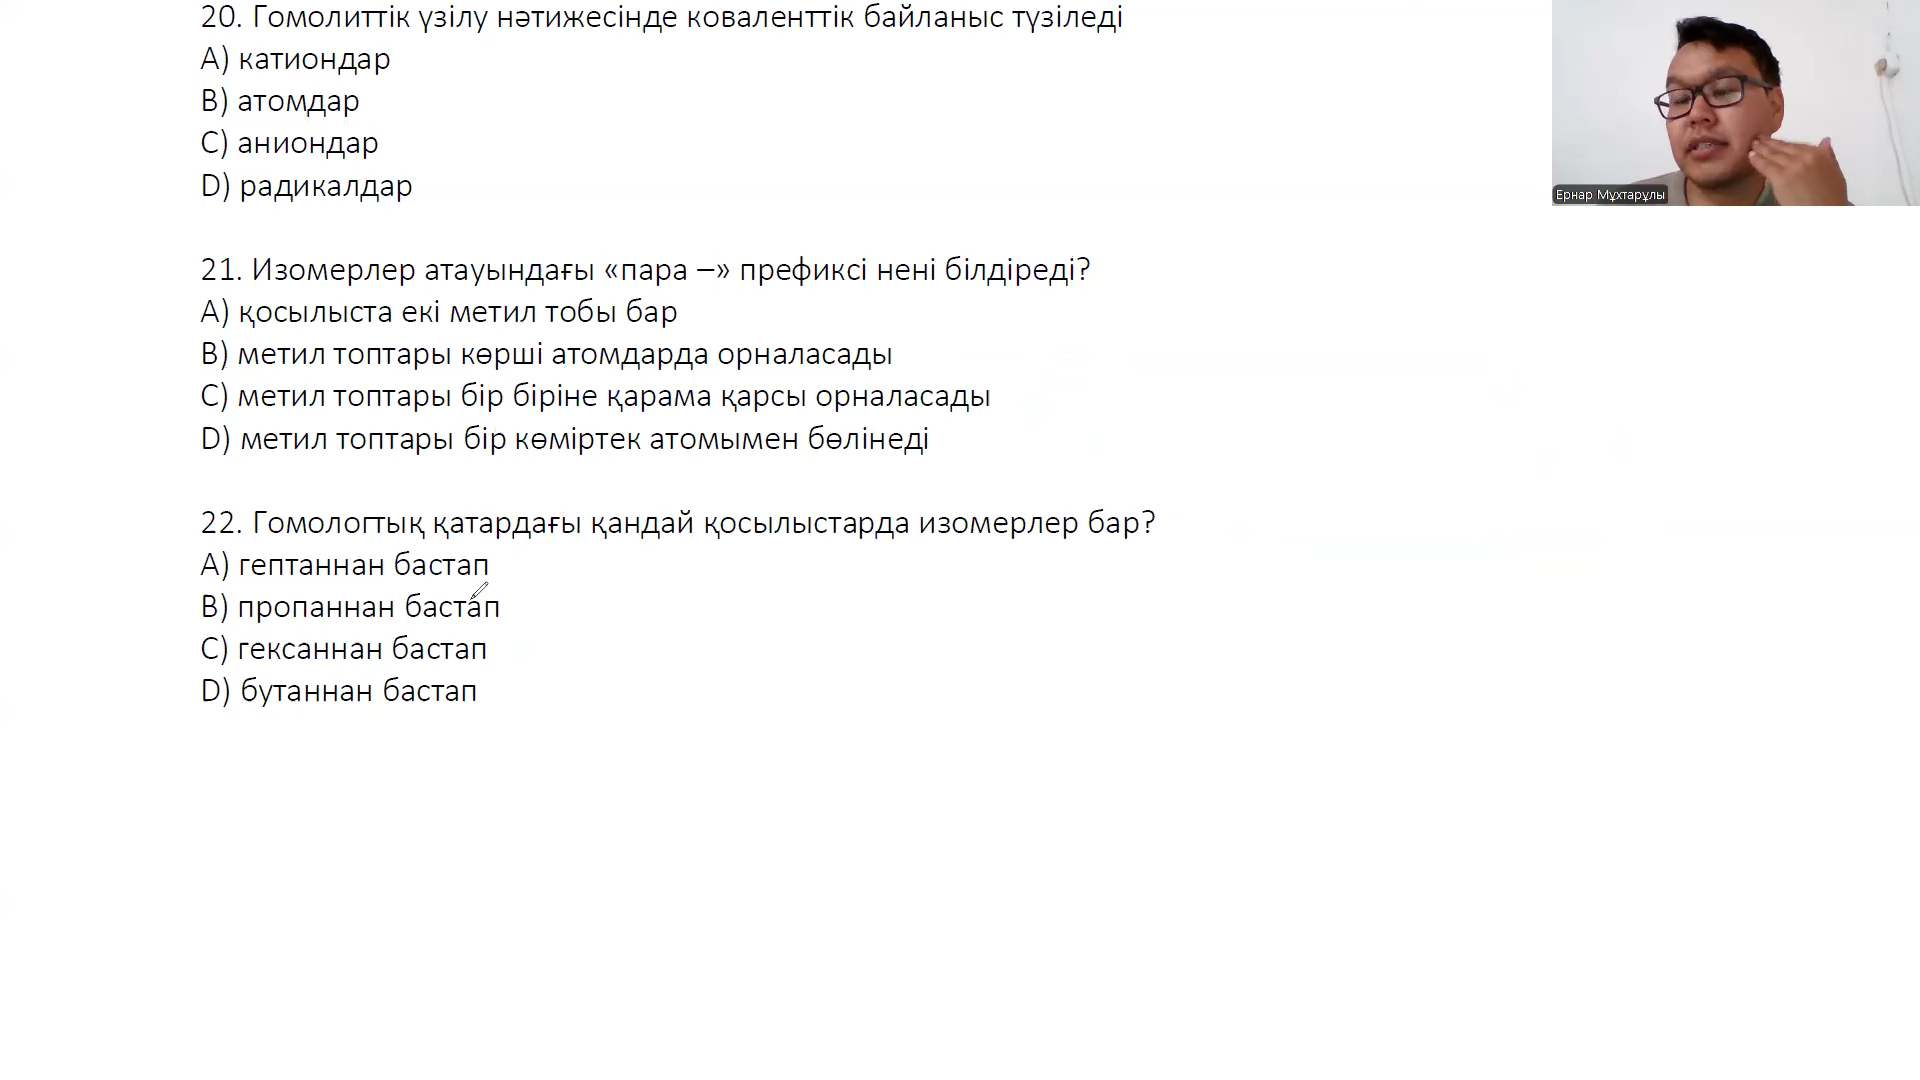 20. Гомолиттік үзілу нәтижесінде коваленттік байланыс түзіледі
A) катиондар
B) атомдар
C) аниондар
D) радикалдар
Ернар Мұхтарұлы
21. Изомерлер атауындағы «пара –» префиксі нені білдіреді?
A) қосылыста екі метил тобы бар
B) метил топтары көрші атомдарда орналасады
C) метил топтары бір біріне қарама қарсы орналасады
D) метил топтары бір көміртек атомымен бөлінеді
22. Гомологтық қатардағы қандай қосылыстарда изомерлер бар?
A) гептаннан бастап
B) пропаннан бастап
C) гексаннан бастап
D) бутаннан бастап